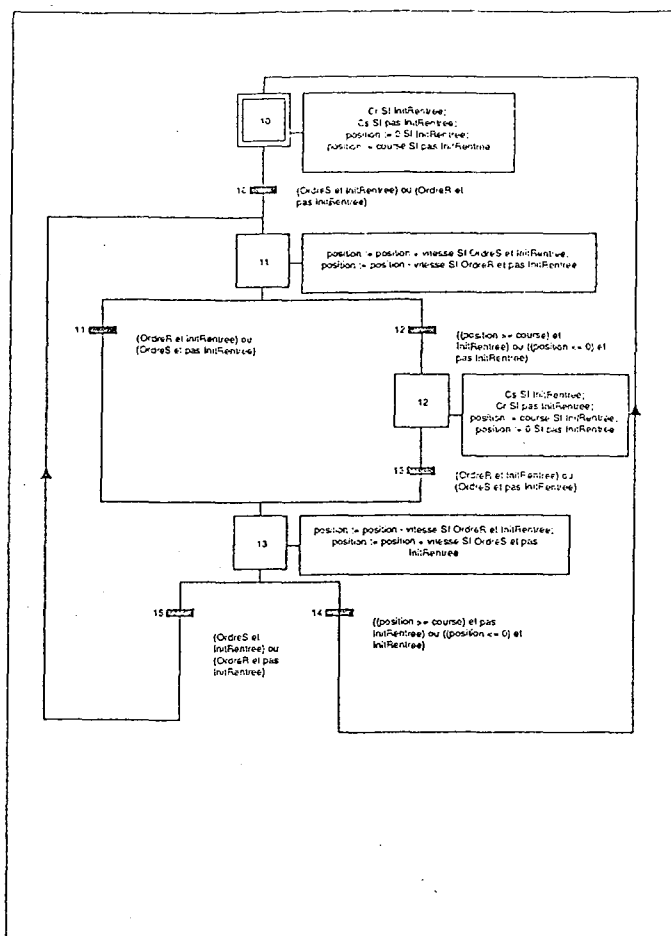 10
Cr SI InitRentree;
Cs SI pas InitRentree;
position := 0 SI InitRentree;
position := course SI pas InitRentree
10
(OrdreS et InitRentree) ou (OrdreR et
pas InitRentree)
11
position := position + vitesse SI OrdreS et InitRentree;
position := position - vitesse SI OrdreR et pas InitRentree
11
(OrdreR et InitRentree) ou
(OrdreS et pas InitRentree)
12
((position >= course) et
InitRentree) ou ((position <= 0) et
pas InitRentree)
12
Cs SI InitRentree;
Cr SI pas InitRentree;
position := course SI InitRentree;
position := 0 SI pas InitRentree
13
(OrdreR et InitRentree) ou
(OrdreS et pas InitRentree)
13
position := position - vitesse SI OrdreR et InitRentree;
position := position + vitesse SI OrdreS et pas
InitRentree
15
(OrdreS et
InitRentree) ou
(OrdreR et pas
InitRentree)
14
((position >= course) et pas
InitRentree) ou ((position <= 0) et
InitRentree)